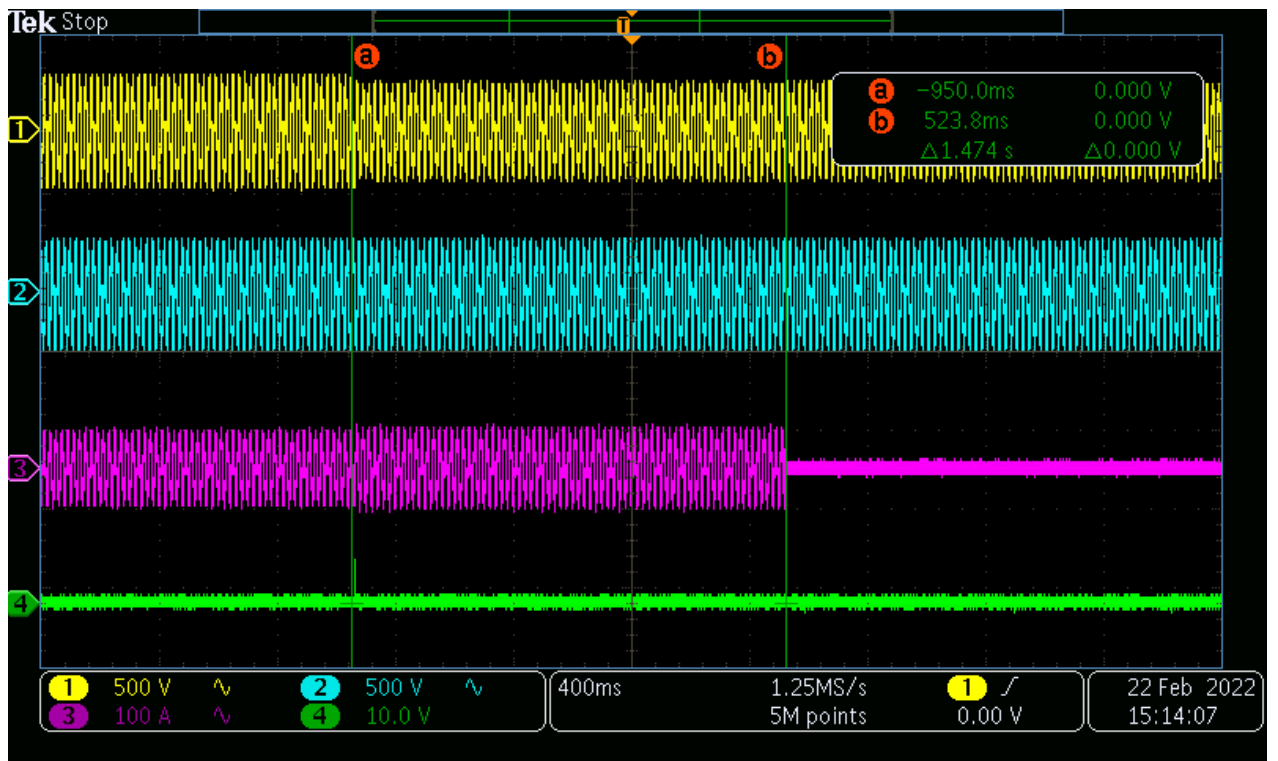 Tek Stop
T
a
b
a -950.0ms 0.000 V
b 523.8ms 0.000 V
△1.474 s △0.000 V
1
2
3
4
1 500 V ∿ 2 500 V ∿ 400ms 1.25MS/s 1 ƒ 22 Feb 2022
3 100 A ∿ 4 10.0 V 5M points 0.00 V 15:14:07